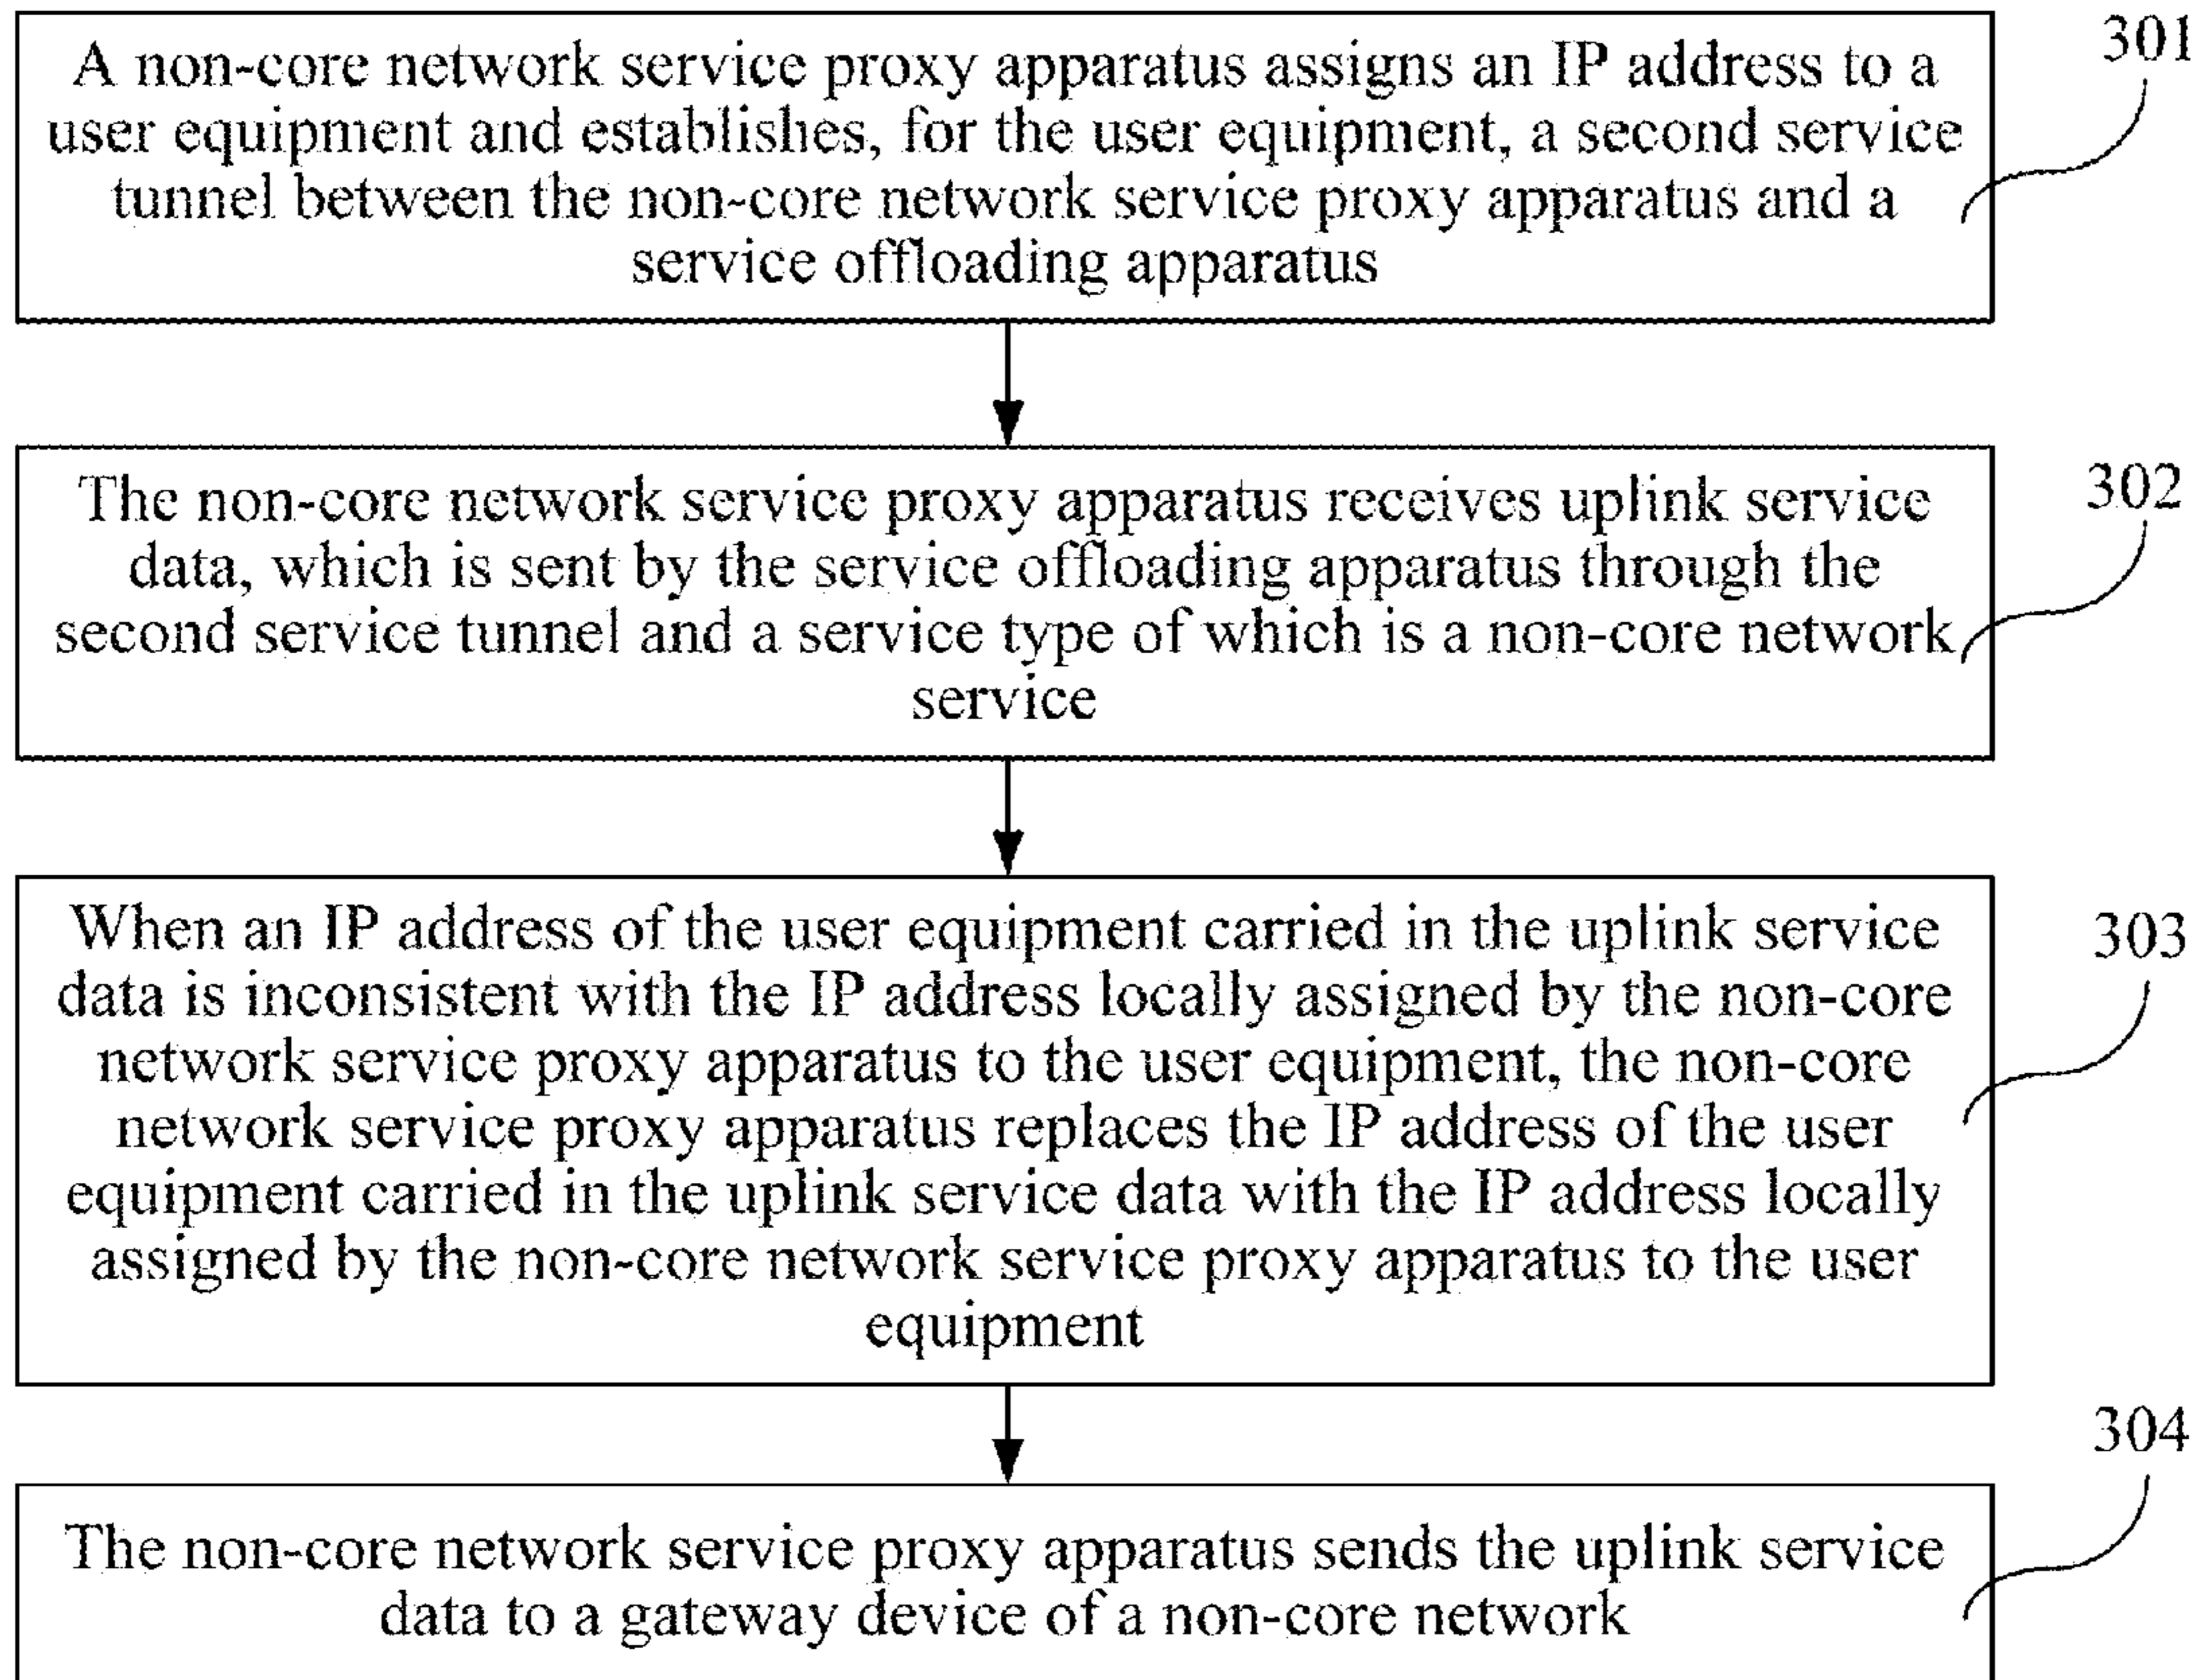 A non-core network service proxy apparatus assigns an IP address to a
user equipment and establishes, for the user equipment, a second service
tunnel between the non-core network service proxy apparatus and a
service offloading apparatus
301
The non-core network service proxy apparatus receives uplink service
data, which is sent by the service offloading apparatus through the
second service tunnel and a service type of which is a non-core network
service
302
When an IP address of the user equipment carried in the uplink service
data is inconsistent with the IP address locally assigned by the non-core
network service proxy apparatus to the user equipment, the non-core
network service proxy apparatus replaces the IP address of the user
equipment carried in the uplink service data with the IP address locally
assigned by the non-core network service proxy apparatus to the user
equipment
303
The non-core network service proxy apparatus sends the uplink service
data to a gateway device of a non-core network
304